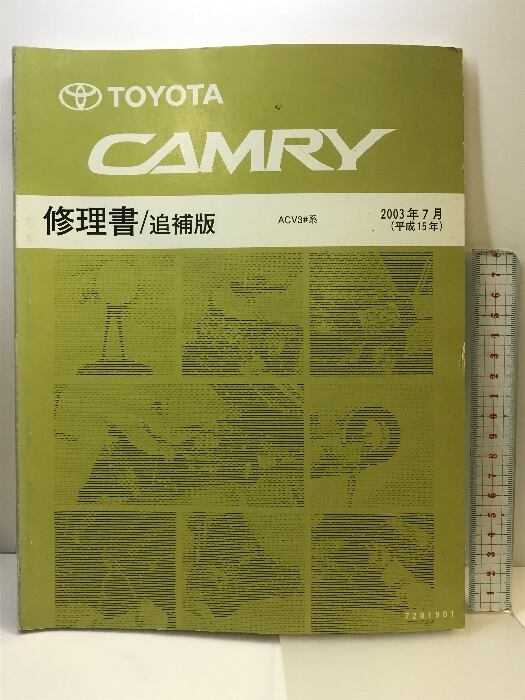 TOYOTA
CAMRY
修理書/追補版
ACV3#系
2003年7月
(平成15年)
7201901